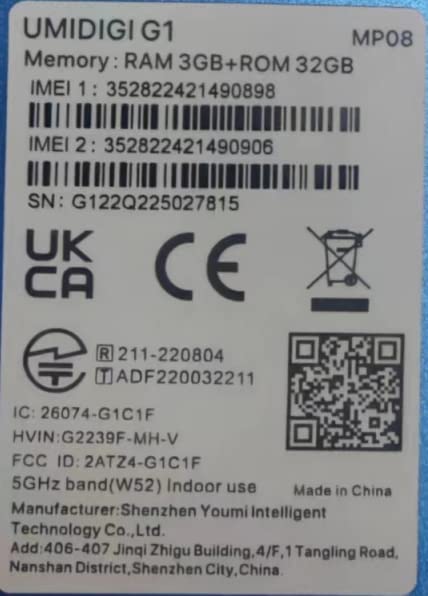 UMIDIGI G1
MP08
Memory: RAM 3GB+ROM 32GB
IMEI 1: 352822421490898
IMEI 2: 352822421490906
SN: G122Q225027815
UK
CA
CE
R 211-220804
T ADF220032211
IC: 26074-G1C1F
HVIN:G2239F-MH-V
FCC ID: 2ATZ4-G1C1F
5GHz band(W52) Indoor use
Made in China
Manufacturer:Shenzhen Youmi Intelligent
Technology Co.,Ltd.
Add:406-407 Jinqi Zhigu Building,4/F,1 Tangling Road,
Nanshan District,Shenzhen City,China.